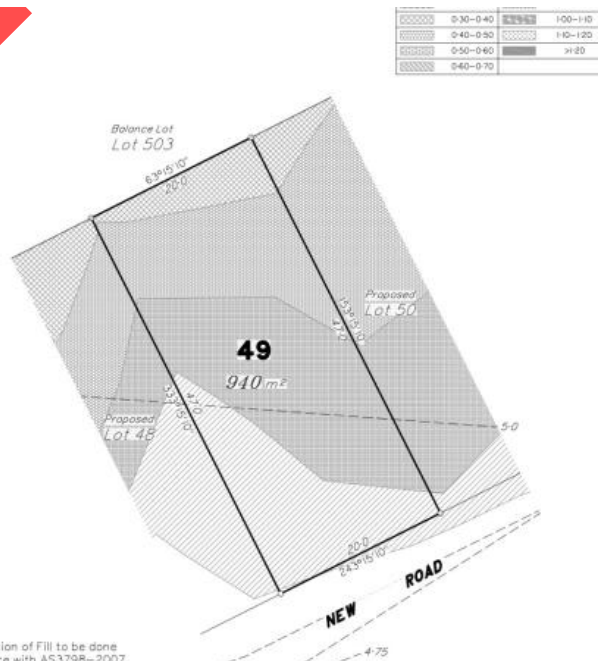 0·30–0·40 1·00–1·10
0·40–0·50 1·10–1·20
0·50–0·60 >1·20
0·60–0·70
Balance Lot
Lot 503
63°15'10"
20·0
Proposed
Lot 50
153°15'10"
47·0
49
940 m²
47·0
333°15'10"
Proposed
Lot 48
5·0
20·0
243°15'10"
NEW ROAD
4·75
ion of Fill to be done
e with AS3798–2007